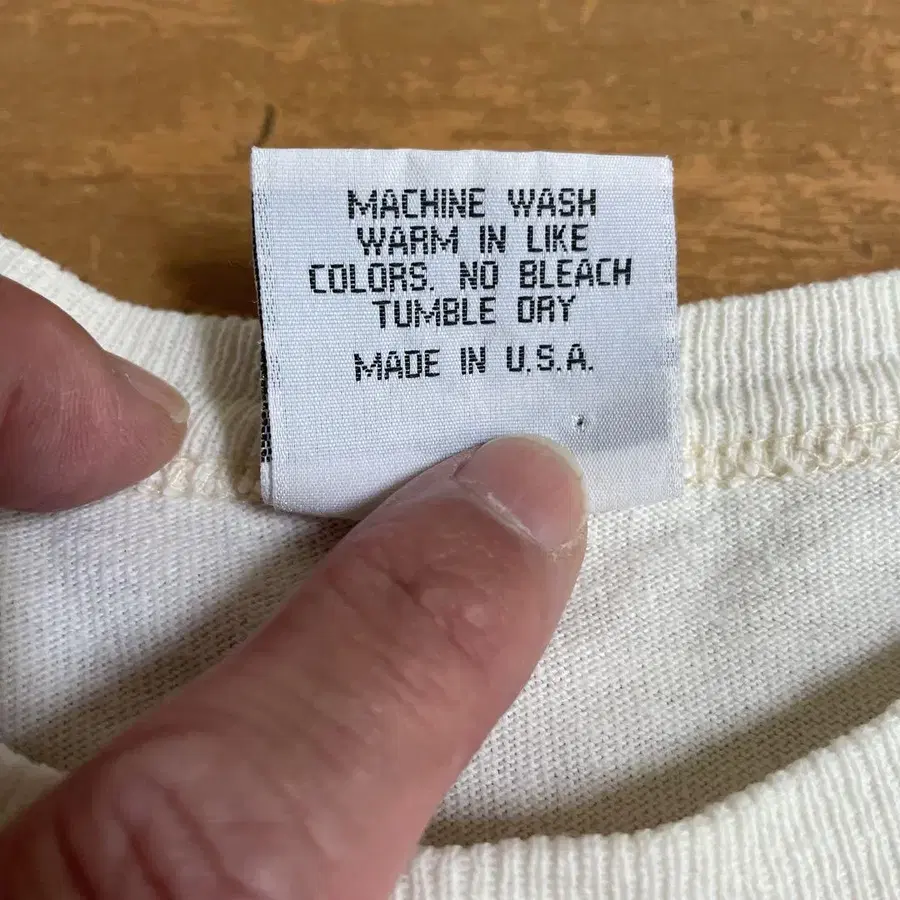 MACHINE WASH
WARM IN LIKE
COLORS. NO BLEACH
TUMBLE DRY
MADE IN U.S.A.